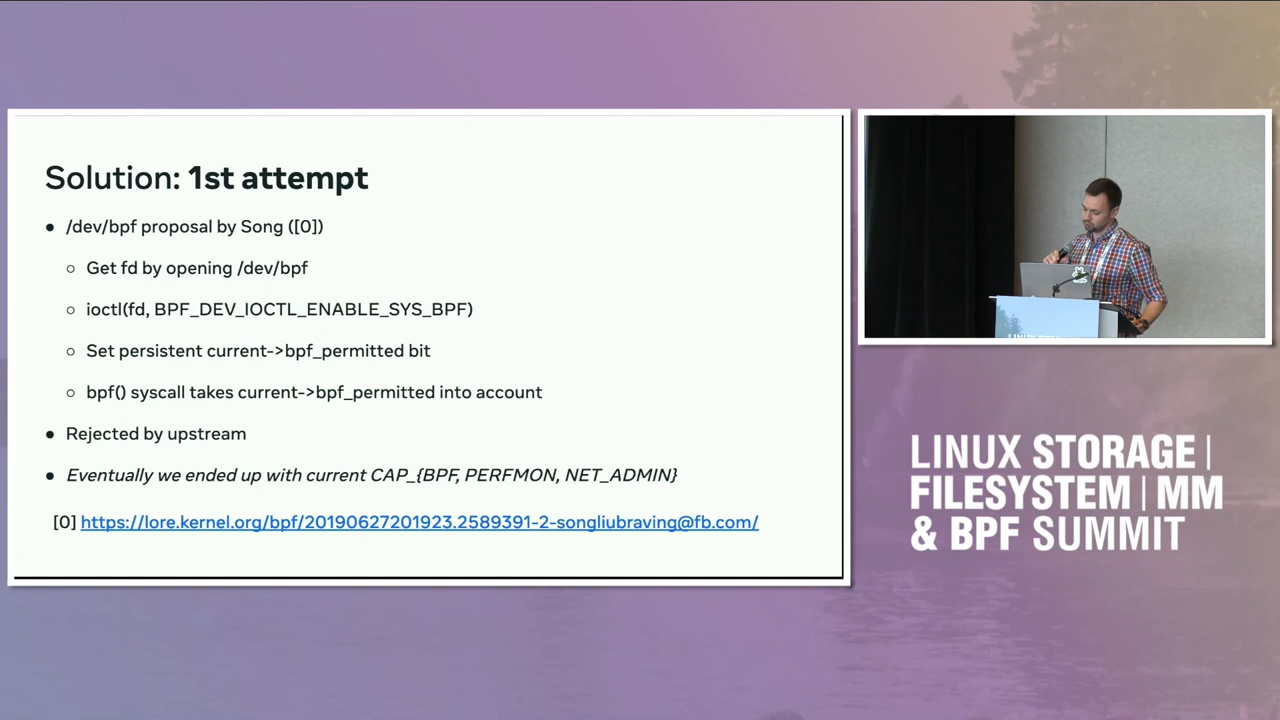 Solution: 1st attempt
● /dev/bpf proposal by Song ([0])
○ Get fd by opening /dev/bpf
○ ioctl(fd, BPF_DEV_IOCTL_ENABLE_SYS_BPF)
○ Set persistent current->bpf_permitted bit
○ bpf() syscall takes current->bpf_permitted into account
● Rejected by upstream
● Eventually we ended up with current CAP_{BPF, PERFMON, NET_ADMIN}
[0] https://lore.kernel.org/bpf/20190627201923.2589391-2-songliubraving@fb.com/
LINUX STORAGE |
FILESYSTEM | MM
& BPF SUMMIT